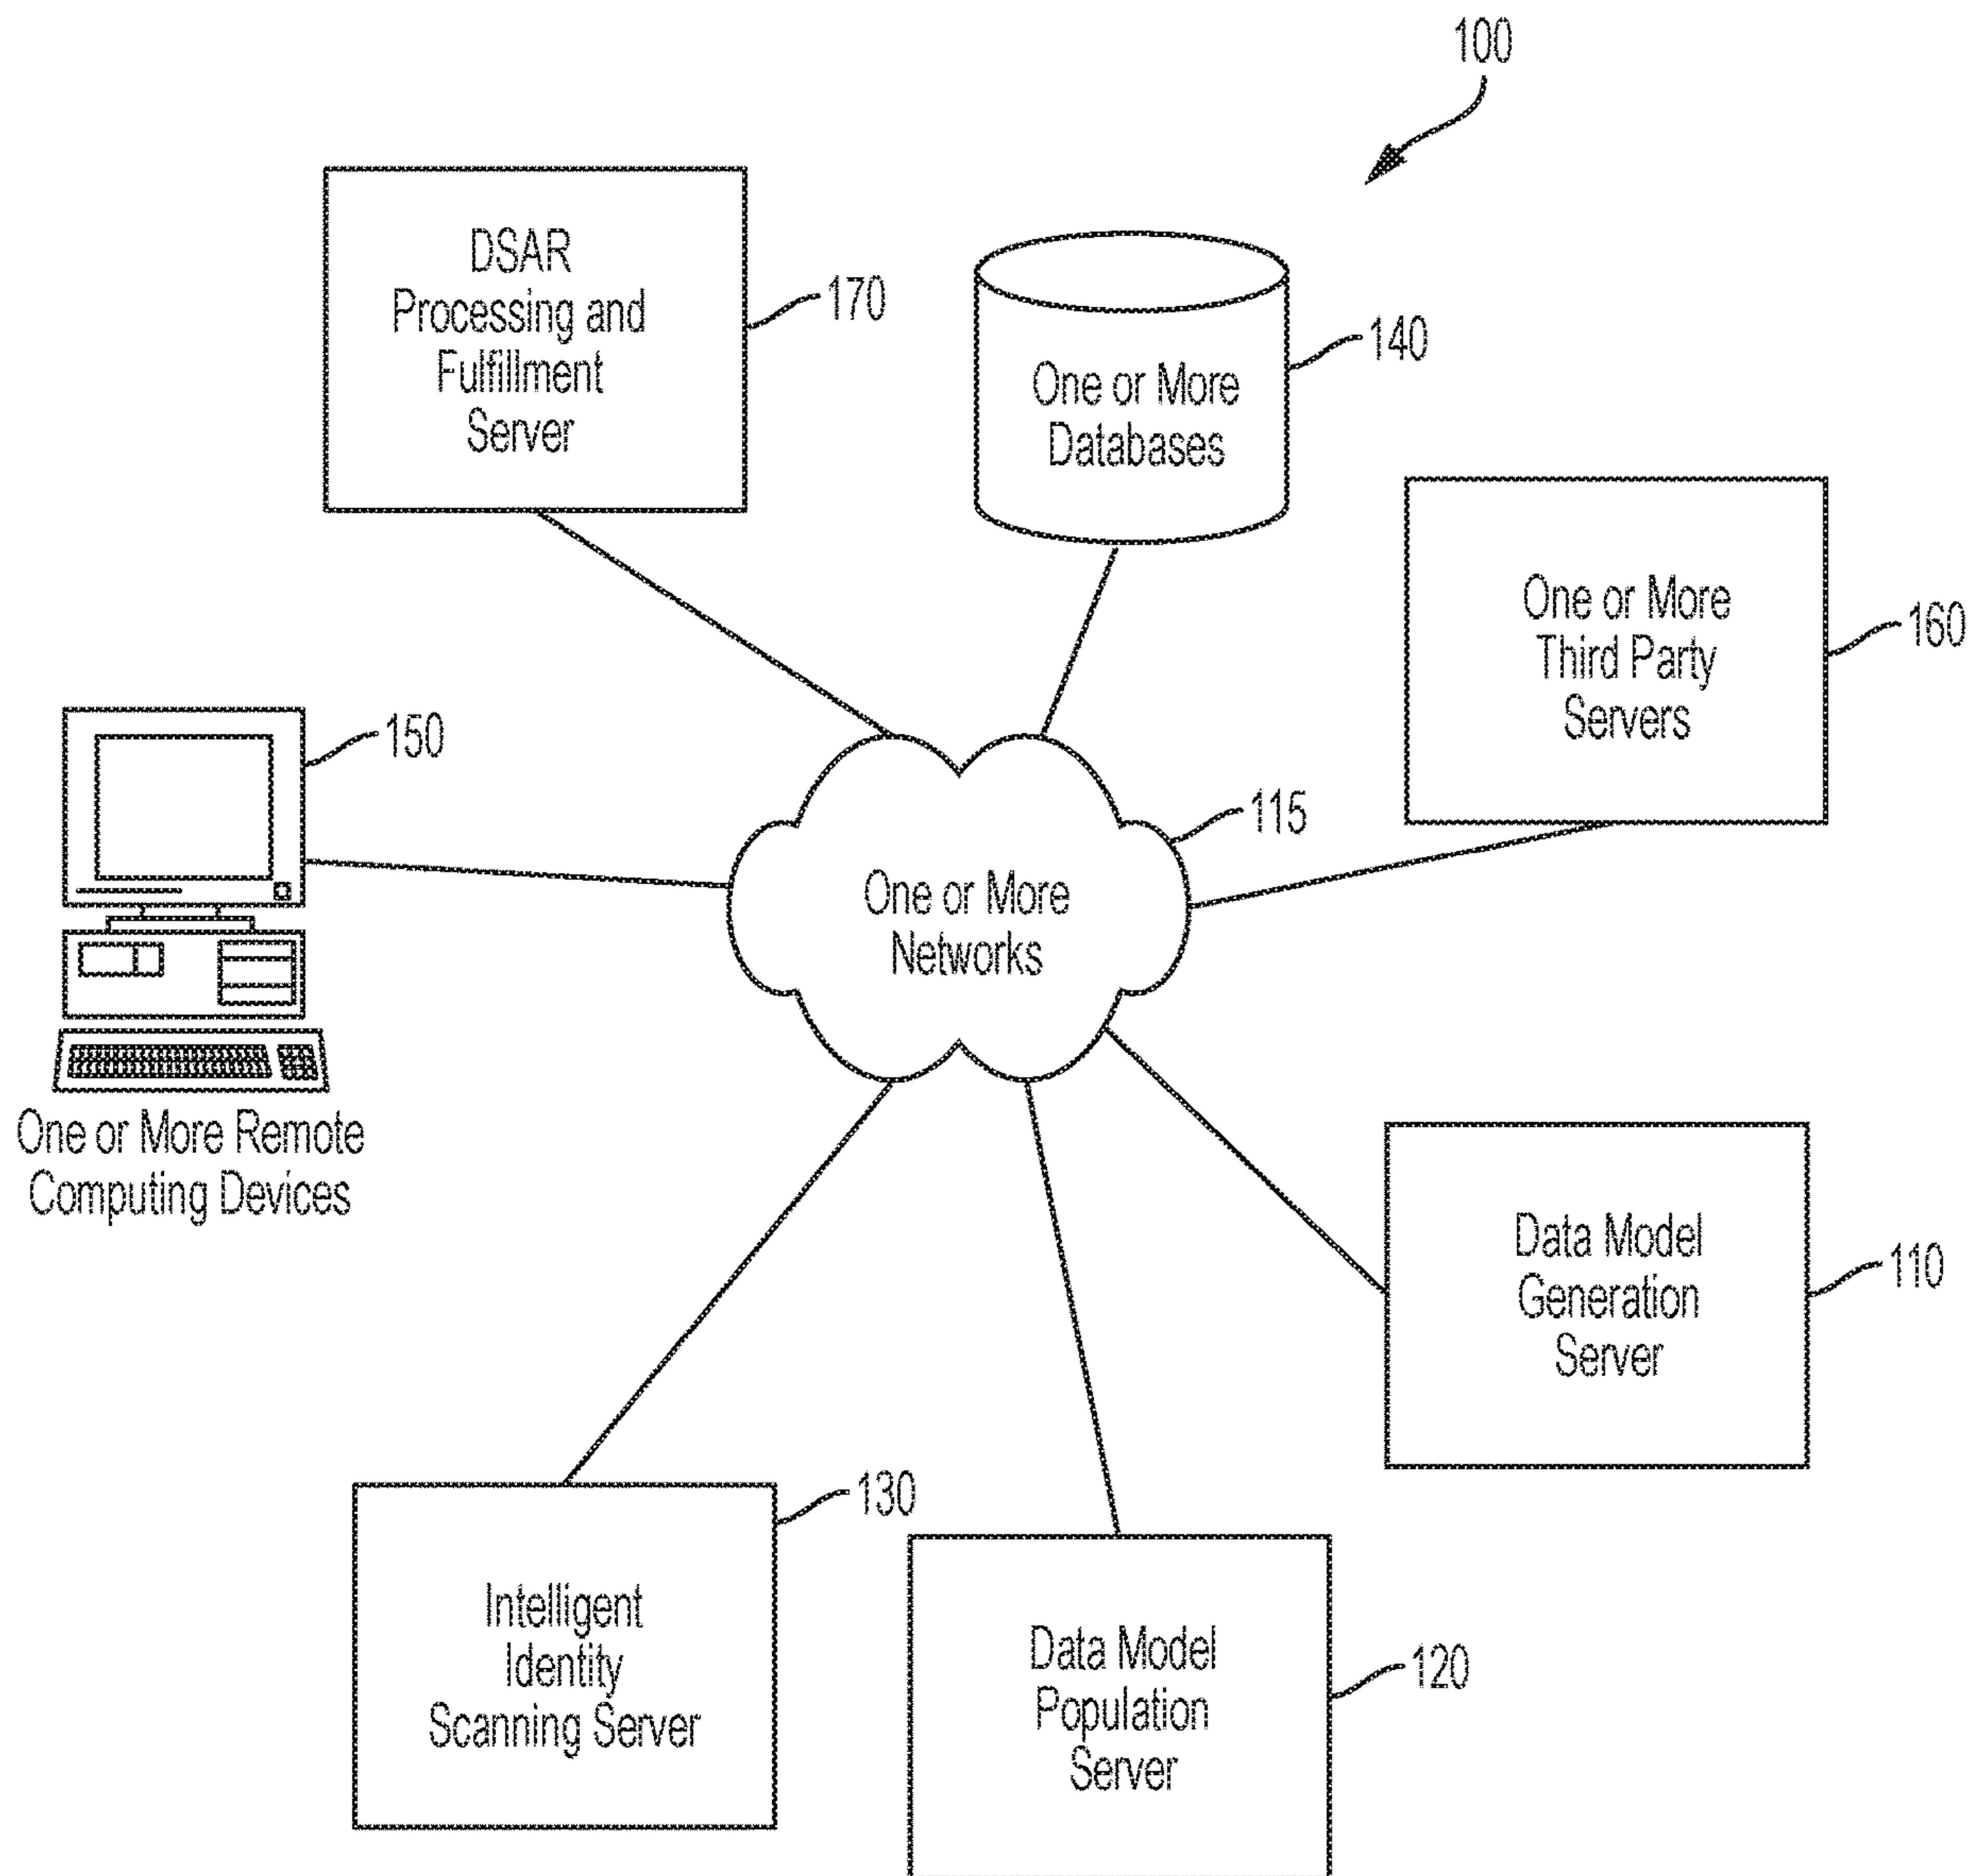 100
DSAR
Processing and
Fulfillment
Server
170
One or More
Databases
140
One or More
Third Party
Servers
160
150
One or More Remote
Computing Devices
115
One or More
Networks
Data Model
Generation
Server
110
Intelligent
Identity
Scanning Server
130
Data Model
Population
Server
120